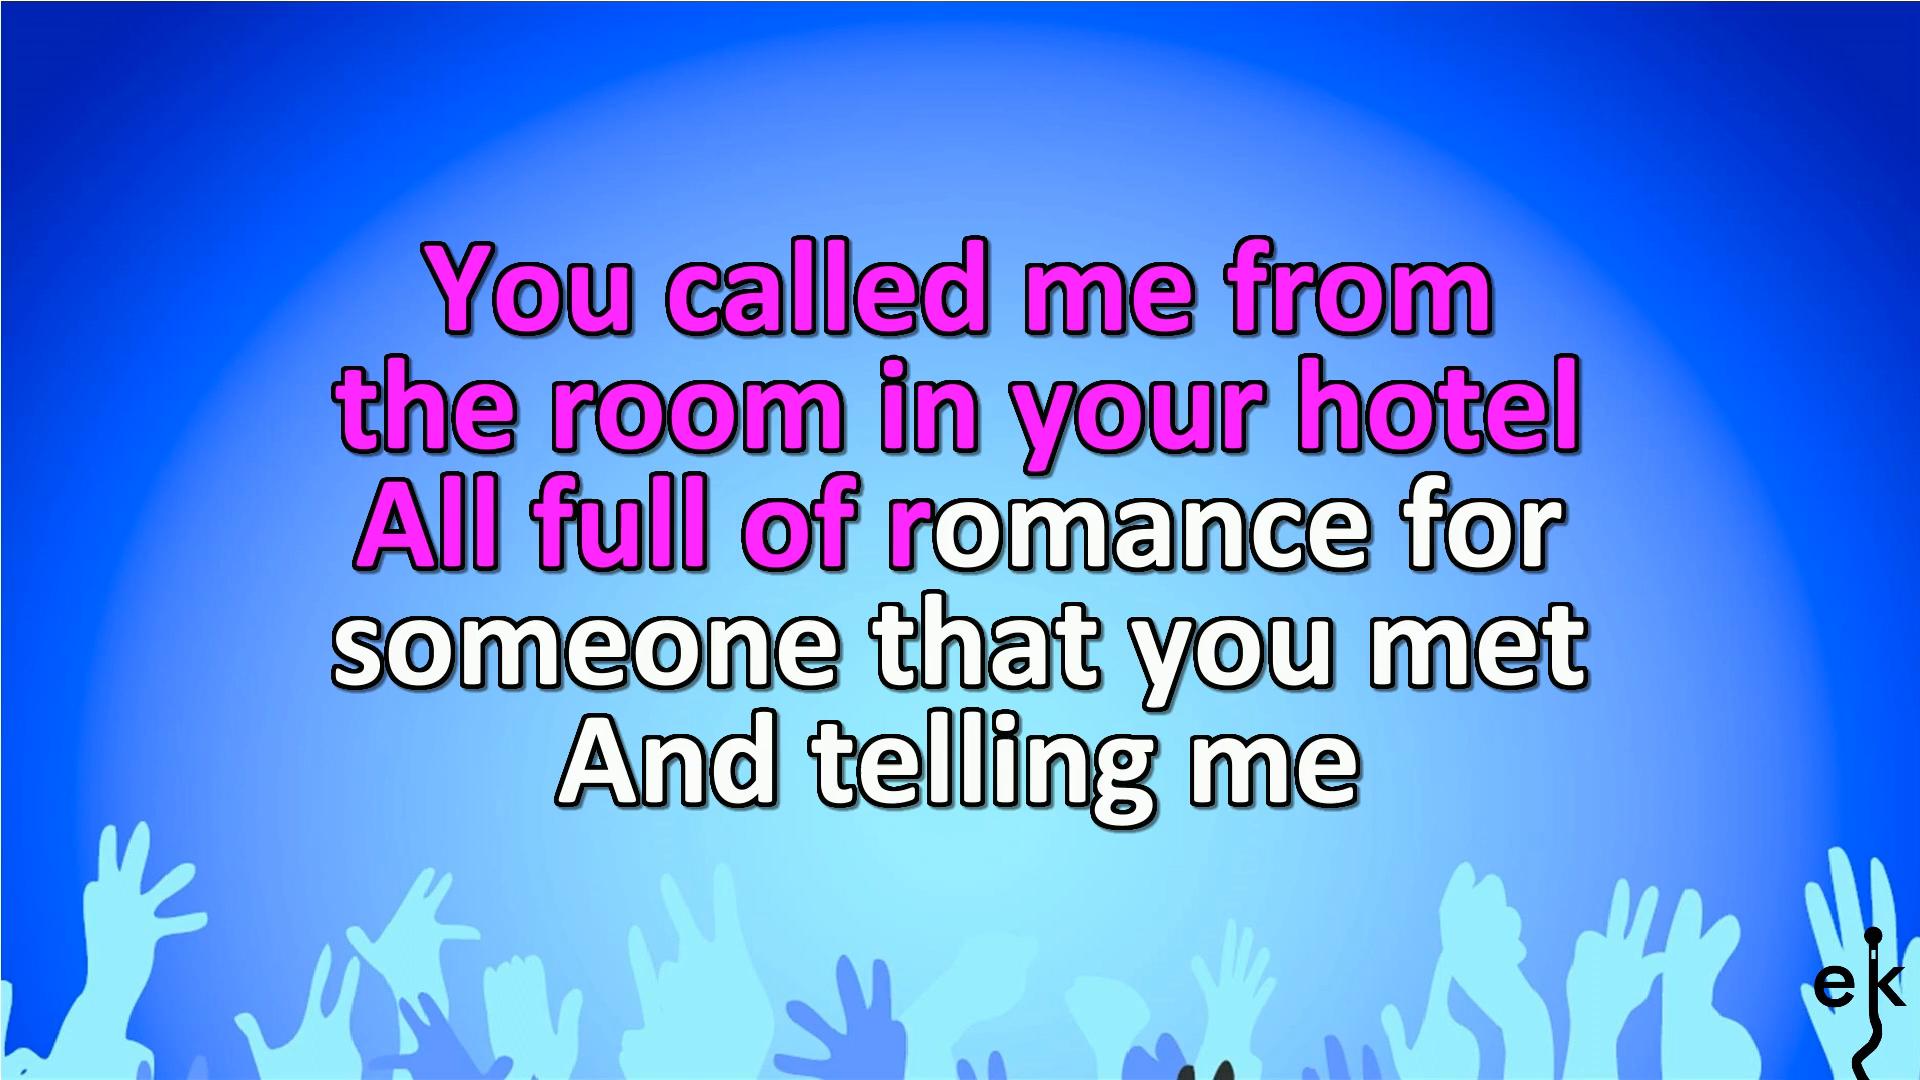 You called me from
the room in your hotel
All full of romance for
someone that you met
And telling me
ek